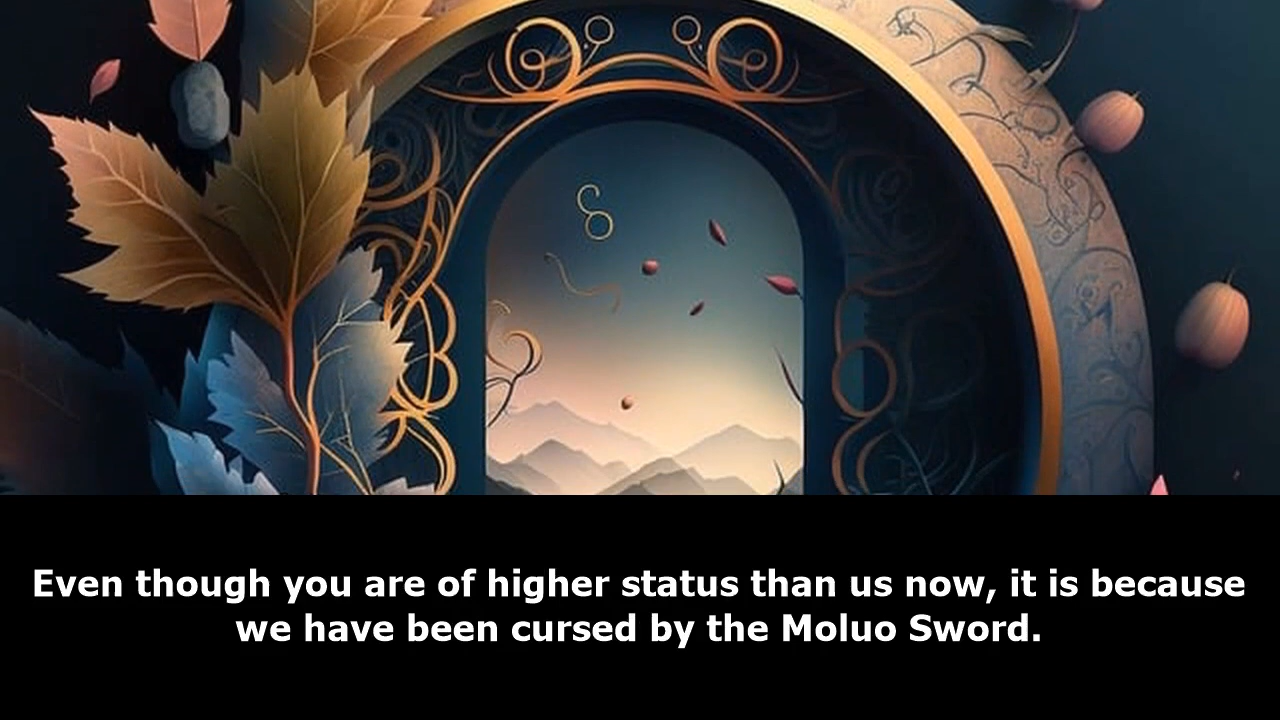 Even though you are of higher status than us now, it is because
we have been cursed by the Moluo Sword.